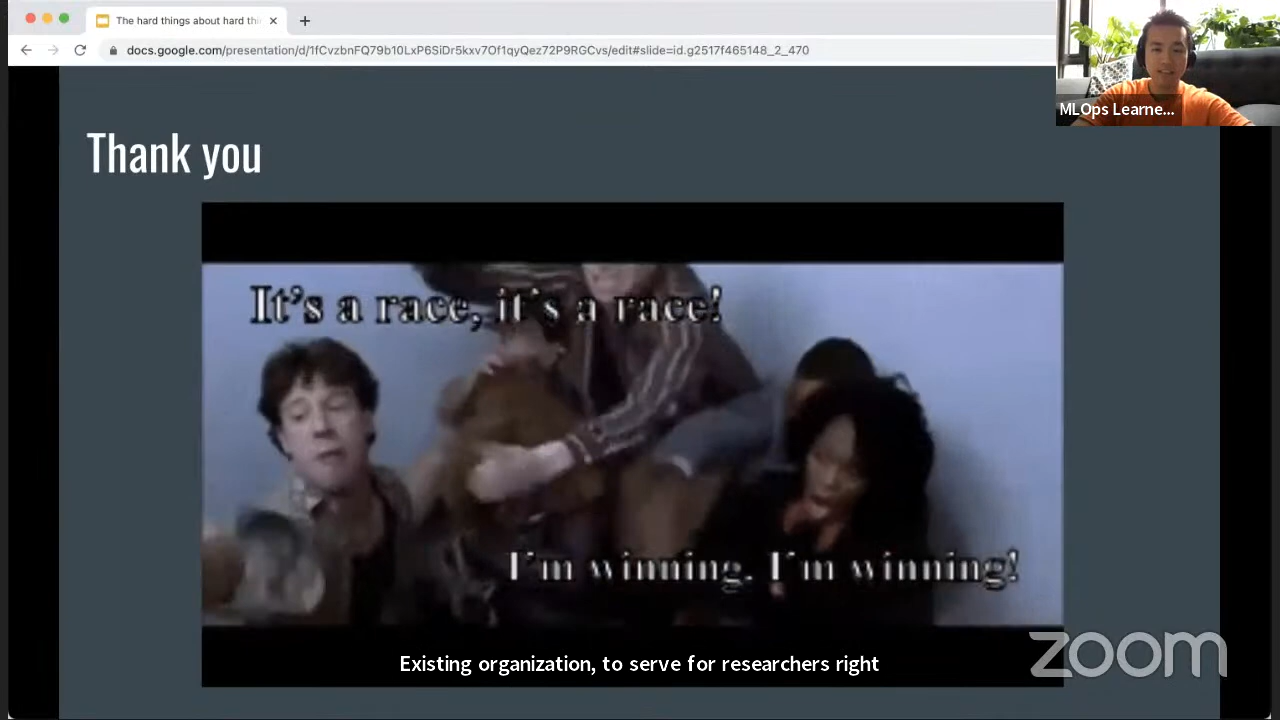 The hard things about hard thi
docs.google.com/presentation/d/1fCvzbnFQ79b10LxP6SiDr5kxv7Of1qyQez72P9RGCvs/edit#slide=id.g2517f465148_2_470
MLOps Learne...
Thank you
It's a race, it's a race!
I'm winning. I'm winning!
Existing organization, to serve for researchers right
zoom